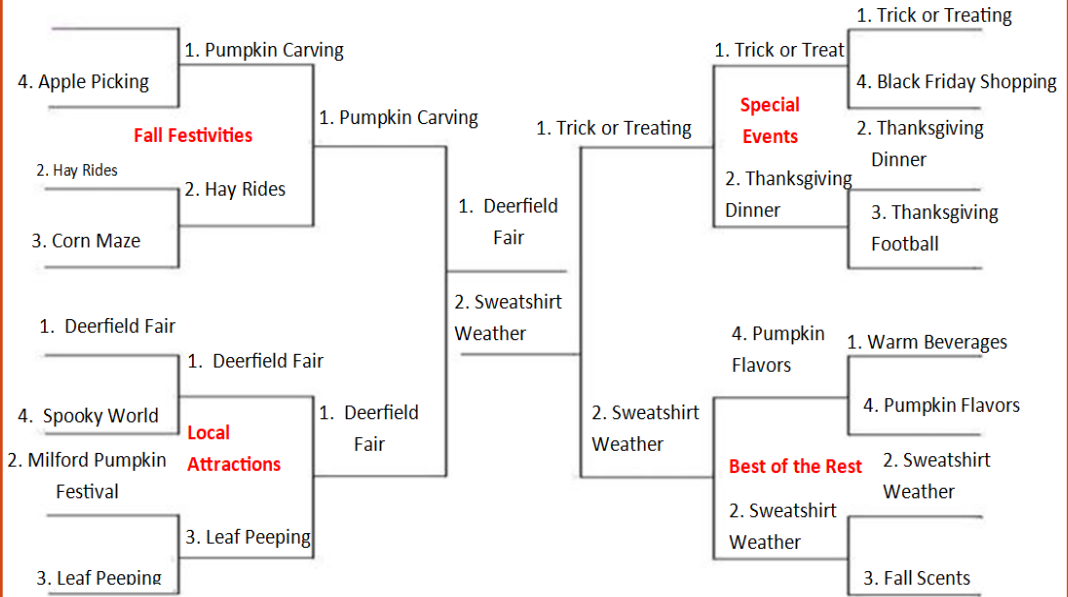 1. Pumpkin Carving
4. Apple Picking
Fall Festivities
1. Pumpkin Carving
2. Hay Rides
2. Hay Rides
3. Corn Maze
1. Deerfield Fair
1. Deerfield Fair
4. Spooky World
Local
Attractions
1. Deerfield
Fair
2. Milford Pumpkin
Festival
3. Leaf Peeping
3. Leaf Peeping
1. Deerfield
Fair
2. Sweatshirt
Weather
1. Trick or Treating
1. Trick or Treat
1. Trick or Treating
4. Black Friday Shopping
Special
Events
2. Thanksgiving
Dinner
2. Thanksgiving
Dinner
3. Thanksgiving
Football
4. Pumpkin
Flavors
1. Warm Beverages
4. Pumpkin Flavors
2. Sweatshirt
Weather
Best of the Rest
2. Sweatshirt
Weather
2. Sweatshirt
Weather
3. Fall Scents